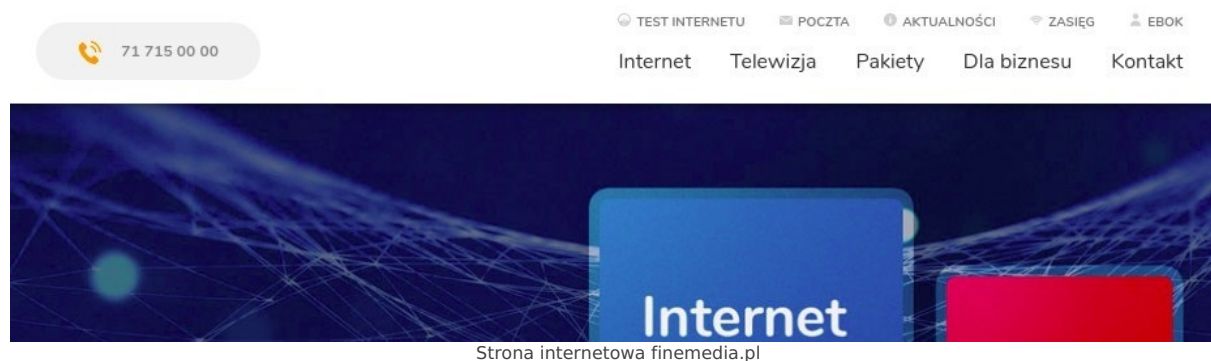 TEST INTERNETU POCZTA AKTUALNOŚCI ZASIĘG EBOK
71 715 00 00
Internet Telewizja Pakiety Dla biznesu Kontakt
Internet
Strona internetowa finemedia.pl